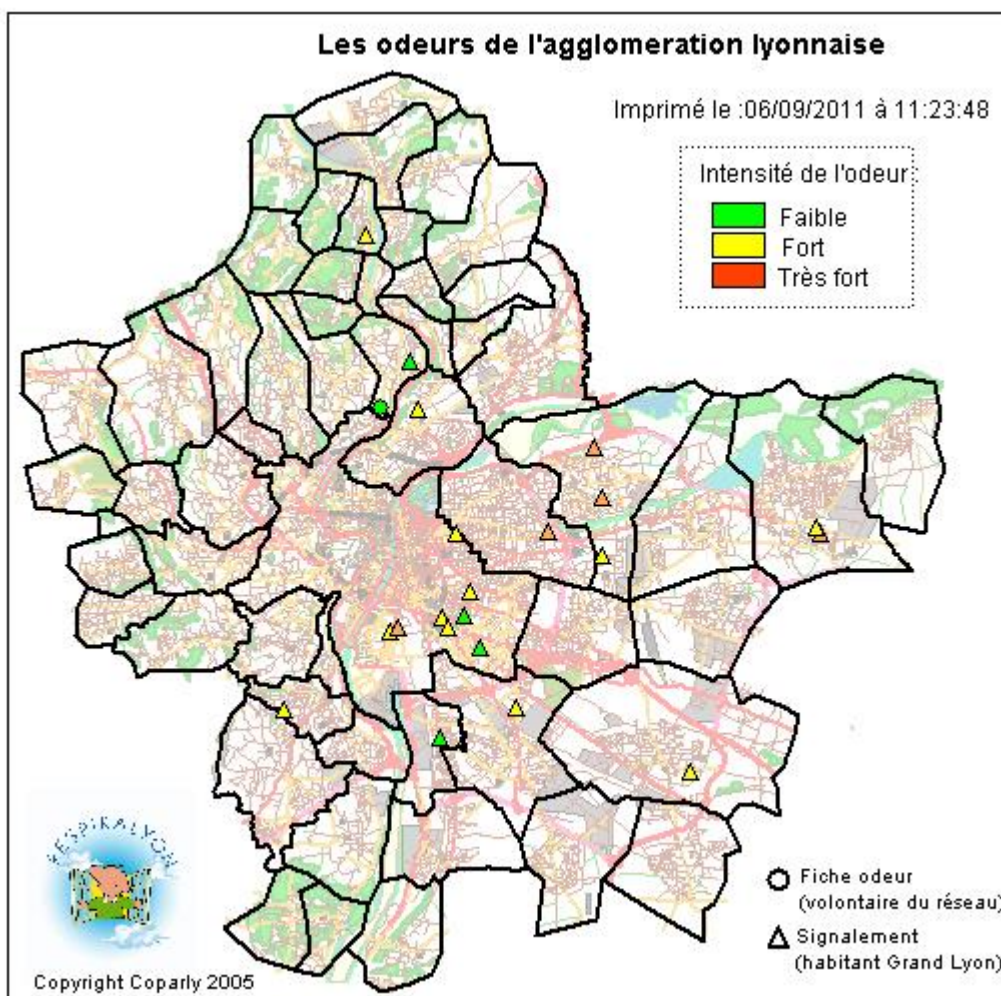 Les odeurs de l'agglomeration lyonnaise
Imprimé le :06/09/2011 à 11:23:48
Intensité de l'odeur :
Faible
Fort
Très fort
RESPIRALYON
Fiche odeur
(volontaire du réseau)
Signalement
(habitant Grand Lyon)
Copyright Coparly 2005